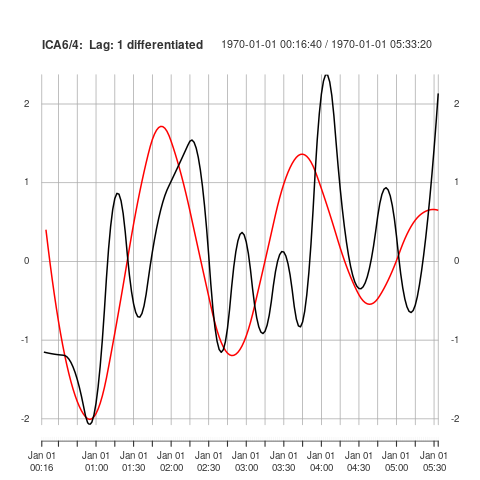 ICA6/4:  Lag: 1 differentiated 1970-01-01 00:16:40 / 1970-01-01 05:33:20
2 2
1 1
0 0
-1 -1
-2 -2
Jan 01 Jan 01 Jan 01 Jan 01 Jan 01 Jan 01 Jan 01 Jan 01 Jan 01 Jan 01 Jan 01
00:16 01:00 01:30 02:00 02:30 03:00 03:30 04:00 04:30 05:00 05:30